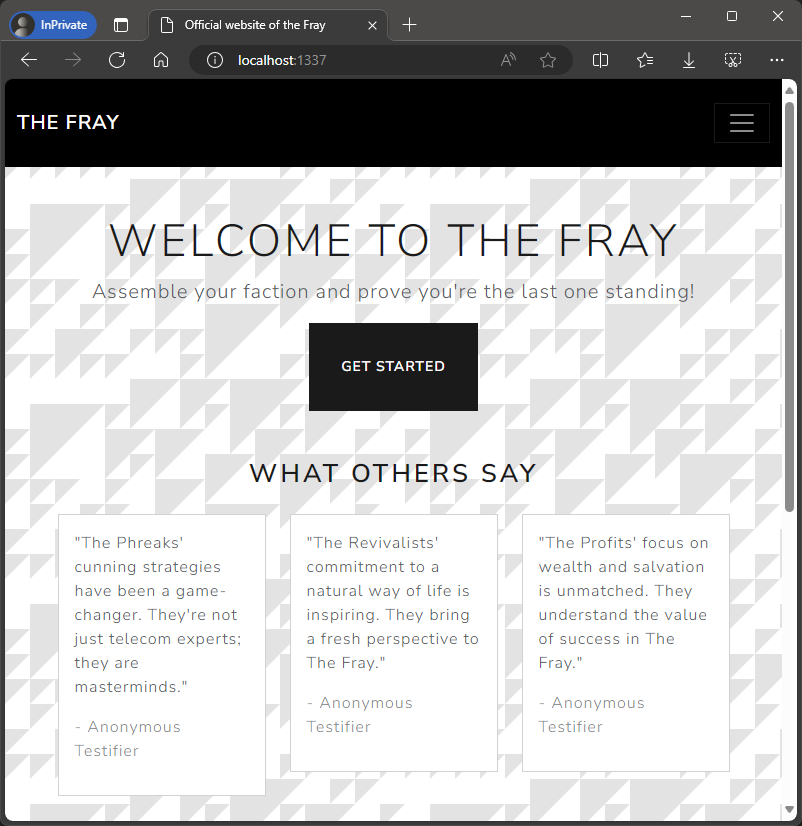 InPrivate
Official website of the Fray
localhost:1337
THE FRAY
WELCOME TO THE FRAY
Assemble your faction and prove you're the last one standing!
GET STARTED
WHAT OTHERS SAY
"The Phreaks'
cunning strategies
have been a game-
changer. They're not
just telecom experts;
they are
masterminds."
- Anonymous
Testifier
"The Revivalists'
commitment to a
natural way of life is
inspiring. They bring
a fresh perspective to
The Fray."
- Anonymous
Testifier
"The Profits' focus on
wealth and salvation
is unmatched. They
understand the value
of success in The
Fray."
- Anonymous
Testifier